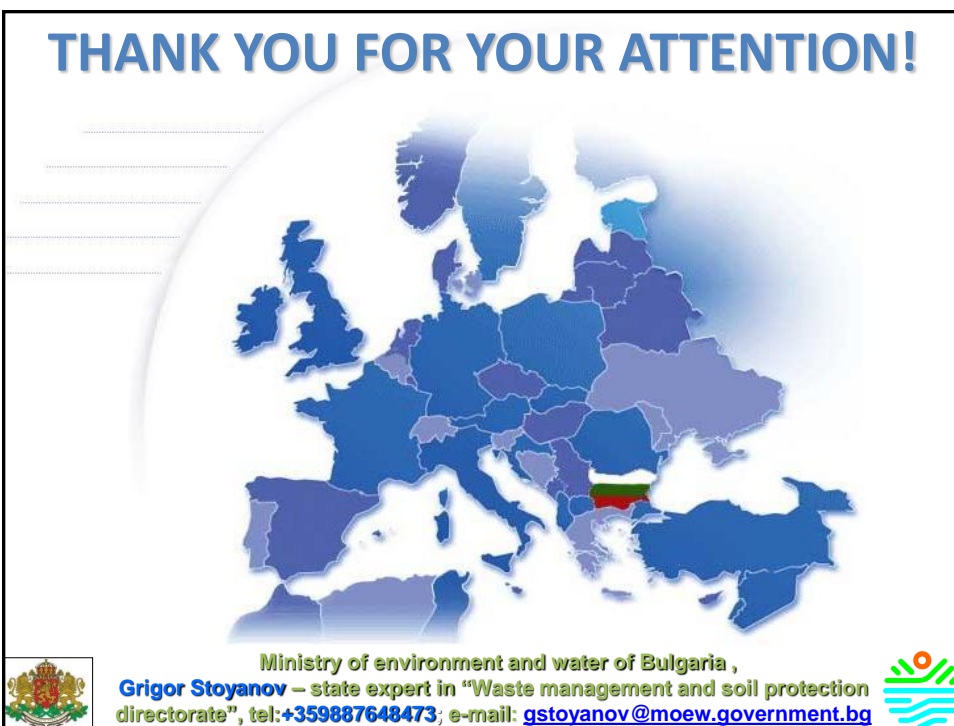 THANK YOU FOR YOUR ATTENTION!
Ministry of environment and water of Bulgaria ,
Grigor Stoyanov – state expert in “Waste management and soil protection
directorate”, tel:+359887648473; e-mail: gstoyanov@moew.government.bg